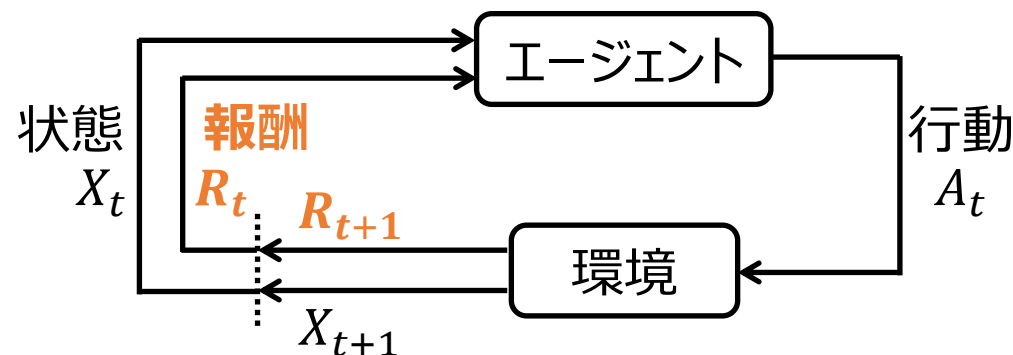 エージェント
状態
X_t
報酬
R_t
R_{t+1}
行動
A_t
環境
X_{t+1}